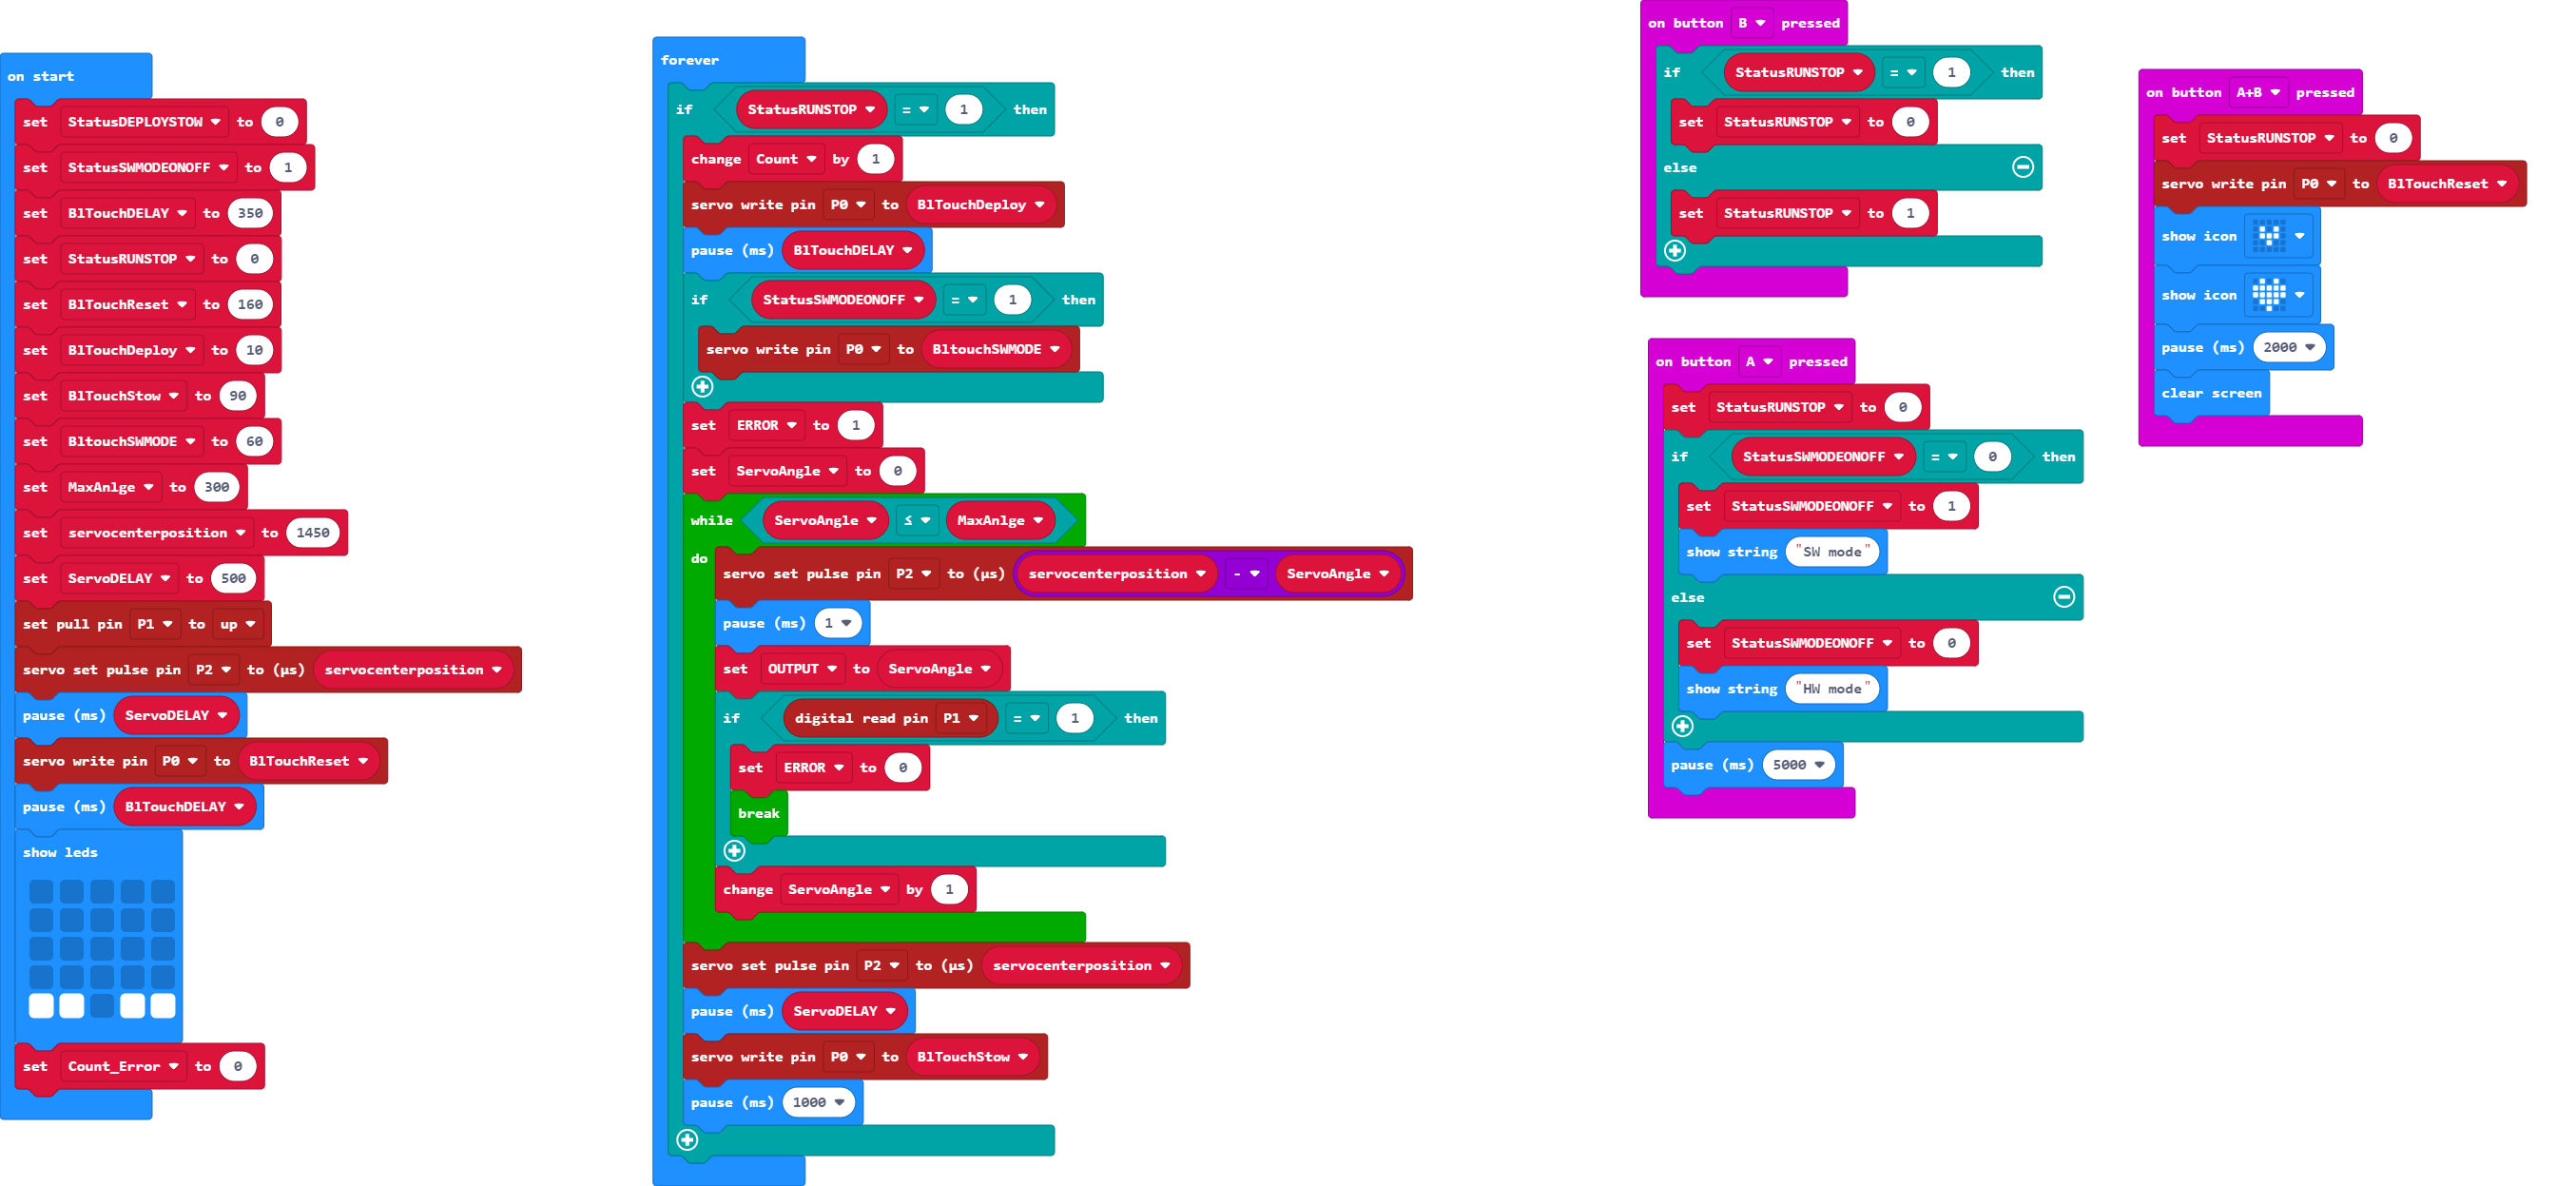 on start
set StatusDEPLOYSTOW to 0
set StatusSWMODEONOFF to 1
set BlTouchDELAY to 350
set StatusRUNSTOP to 0
set BlTouchReset to 160
set BlTouchDeploy to 10
set BlTouchStow to 90
set BltouchSWMODE to 60
set MaxAnlge to 300
set servocenterposition to 1450
set ServoDELAY to 500
set pull pin P1 to up
servo set pulse pin P2 to (µs) servocenterposition
pause (ms) ServoDELAY
servo write pin P0 to BlTouchReset
pause (ms) BlTouchDELAY
show leds
set Count_Error to 0
forever
if StatusRUNSTOP = 1 then
change Count by 1
servo write pin P0 to BlTouchDeploy
pause (ms) BlTouchDELAY
if StatusSWMODEONOFF = 1 then
servo write pin P0 to BltouchSWMODE
set ERROR to 1
set ServoAngle to 0
while ServoAngle ≤ MaxAnlge
do
servo set pulse pin P2 to (µs) servocenterposition - ServoAngle
pause (ms) 1
set OUTPUT to ServoAngle
if digital read pin P1 = 1 then
set ERROR to 0
break
change ServoAngle by 1
servo set pulse pin P2 to (µs) servocenterposition
pause (ms) ServoDELAY
servo write pin P0 to BlTouchStow
pause (ms) 1000
on button B pressed
if StatusRUNSTOP = 1 then
set StatusRUNSTOP to 0
else
set StatusRUNSTOP to 1
on button A pressed
set StatusRUNSTOP to 0
if StatusSWMODEONOFF = 0 then
set StatusSWMODEONOFF to 1
show string "SW mode"
else
set StatusSWMODEONOFF to 0
show string "HW mode"
pause (ms) 5000
on button A+B pressed
set StatusRUNSTOP to 0
servo write pin P0 to BlTouchReset
show icon
show icon
pause (ms) 2000
clear screen